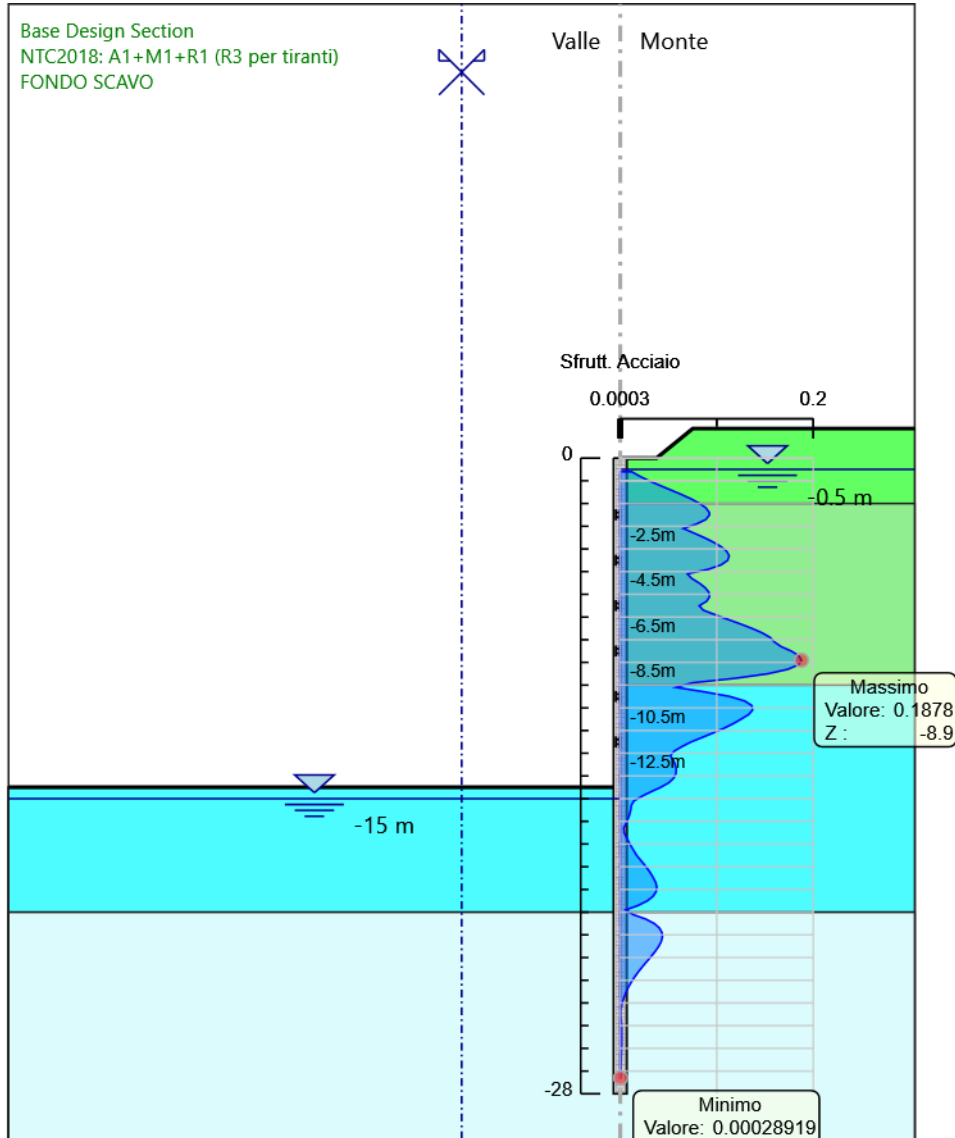 Base Design Section
NTC2018: A1+M1+R1 (R3 per tiranti)
FONDO SCAVO
Valle
Monte
Sfrutt. Acciaio
0.0003
0.2
0
-0.5 m
-2.5m
-4.5m
-6.5m
-8.5m
Massimo
Valore: 0.1878
Z : -8.9
-10.5m
-12.5m
-15 m
-28
Minimo
Valore: 0.00028919